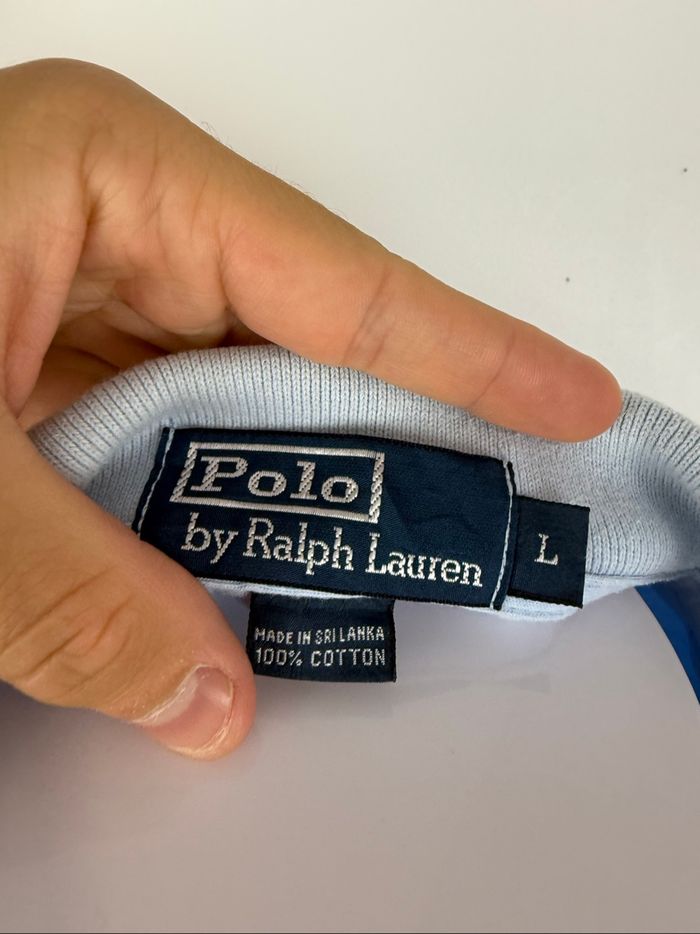 Polo
by Ralph Lauren
L
MADE IN SRI LANKA
100% COTTON